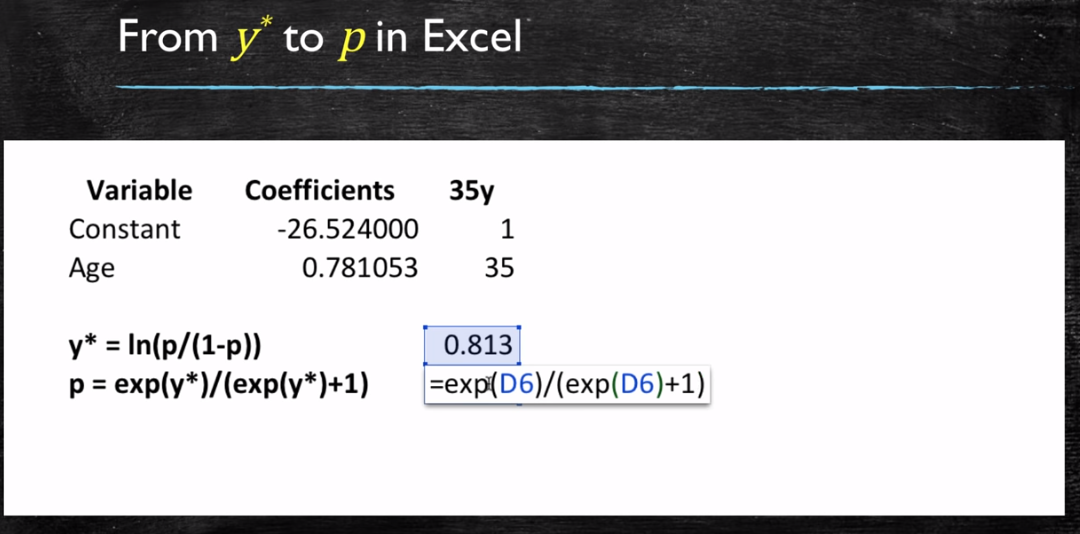 From y* to p in Excel
Variable Coefficients 35y
Constant -26.524000 1
Age 0.781053 35
y* = ln(p/(1-p)) 0.813
p = exp(y*)/(exp(y*)+1) =exp(D6)/(exp(D6)+1)